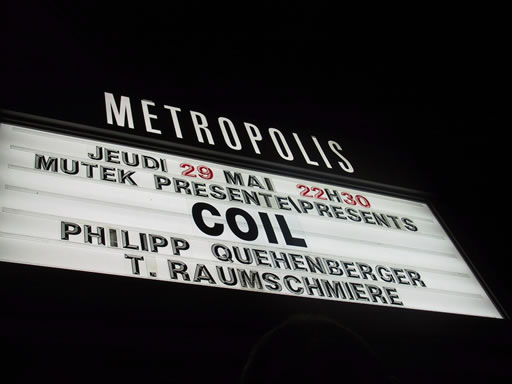 METROPOLIS
JEUDI 29 MAI 22H30
MUTEK PRESENTE\PRESENTS
COIL
PHILIPP QUEHENBERGER
T. RAUMSCHMIERE